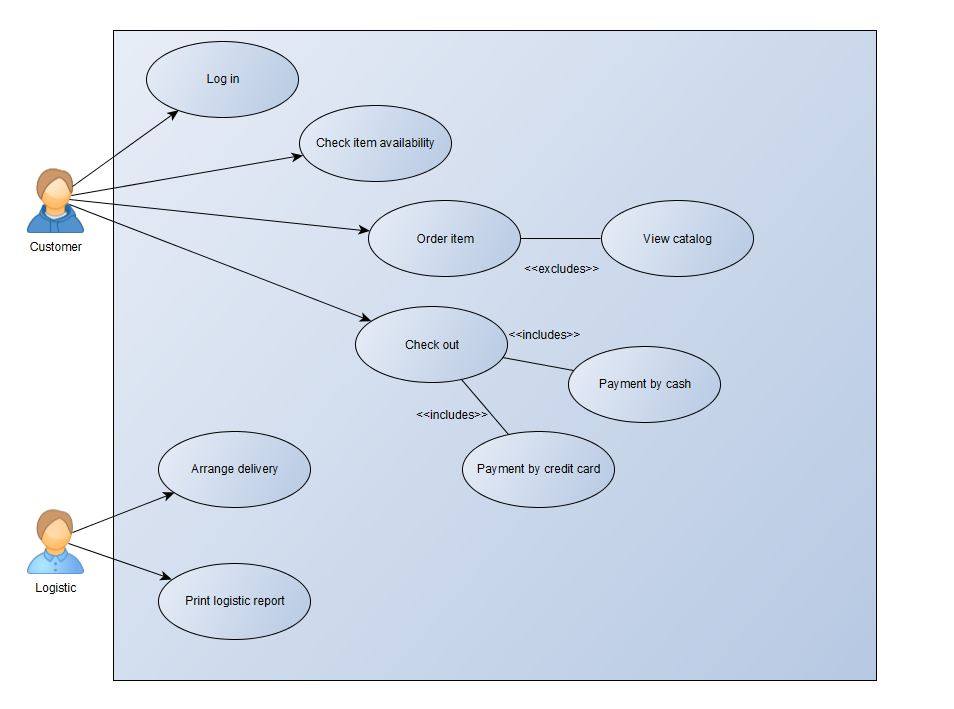 Log in
Check item availability
Customer
Order item
View catalog
<<excludes>>
Check out
<<includes>>
Payment by cash
<<includes>>
Arrange delivery
Payment by credit card
Logistic
Print logistic report